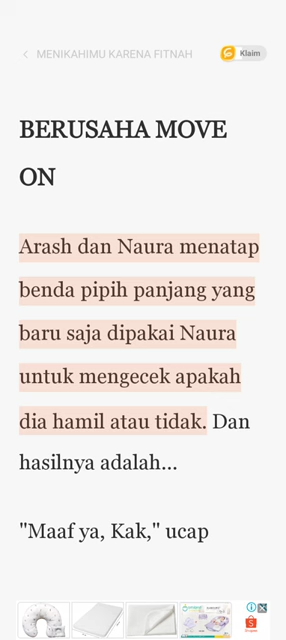 MENIKAHIMU KARENA FITNAH
Klaim
BERUSAHA MOVE
ON
Arash dan Naura menatap
benda pipih panjang yang
baru saja dipakai Naura
untuk mengecek apakah
dia hamil atau tidak. Dan
hasilnya adalah...
"Maaf ya, Kak," ucap